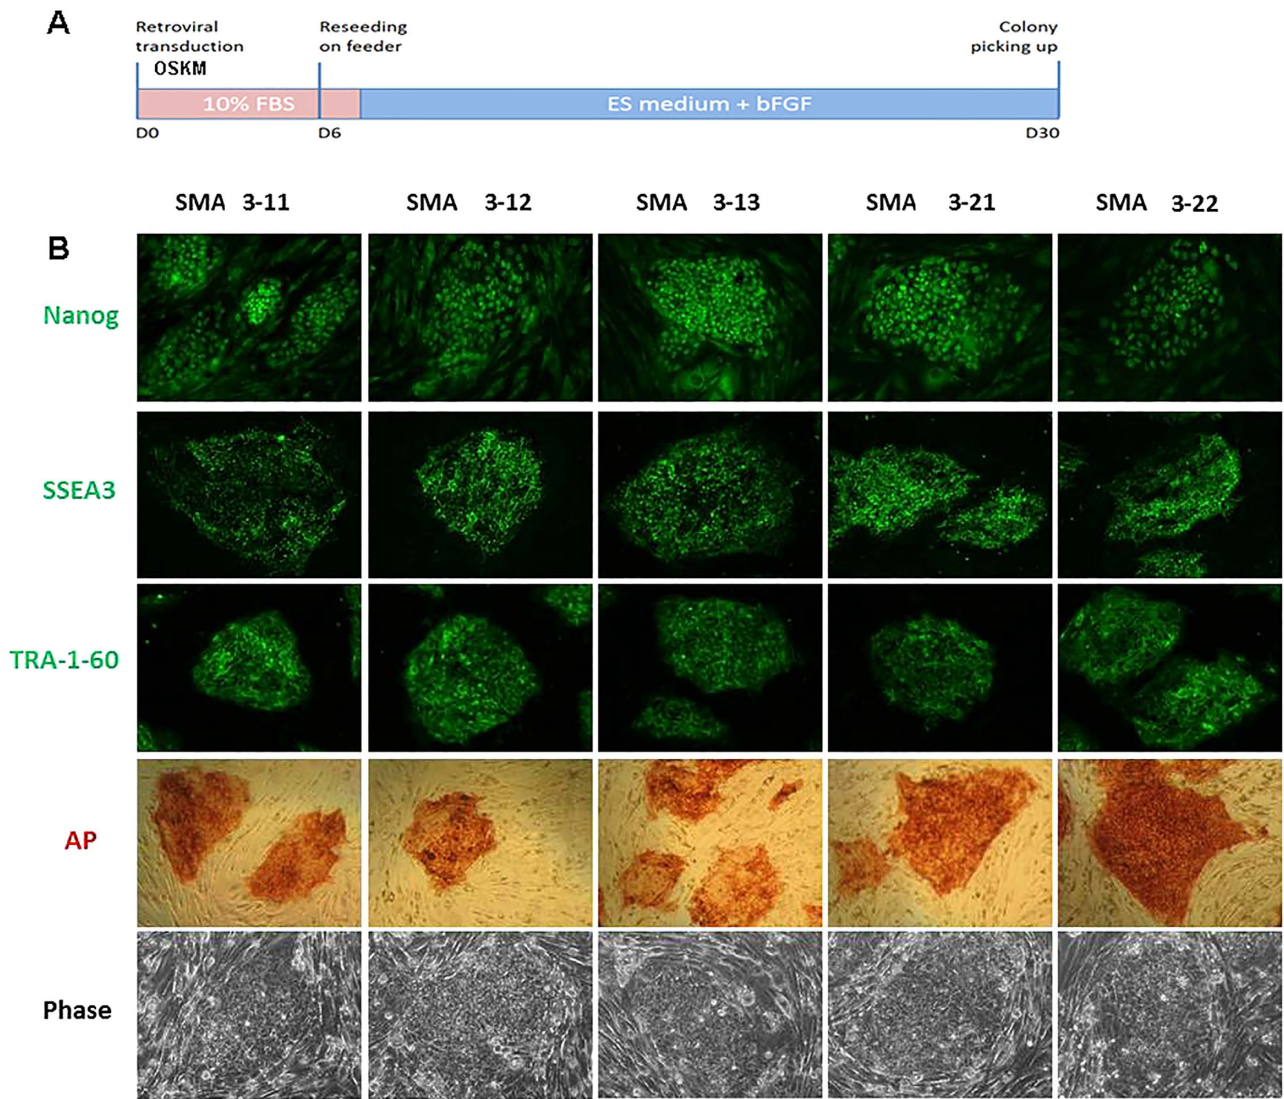 A
Retroviral
transduction
OSKM
Reseeding
on feeder
Colony
picking up
10% FBS
ES medium + bFGF
D0
D6
D30
SMA 3-11
SMA 3-12
SMA 3-13
SMA 3-21
SMA 3-22
B
Nanog
SSEA3
TRA-1-60
AP
Phase